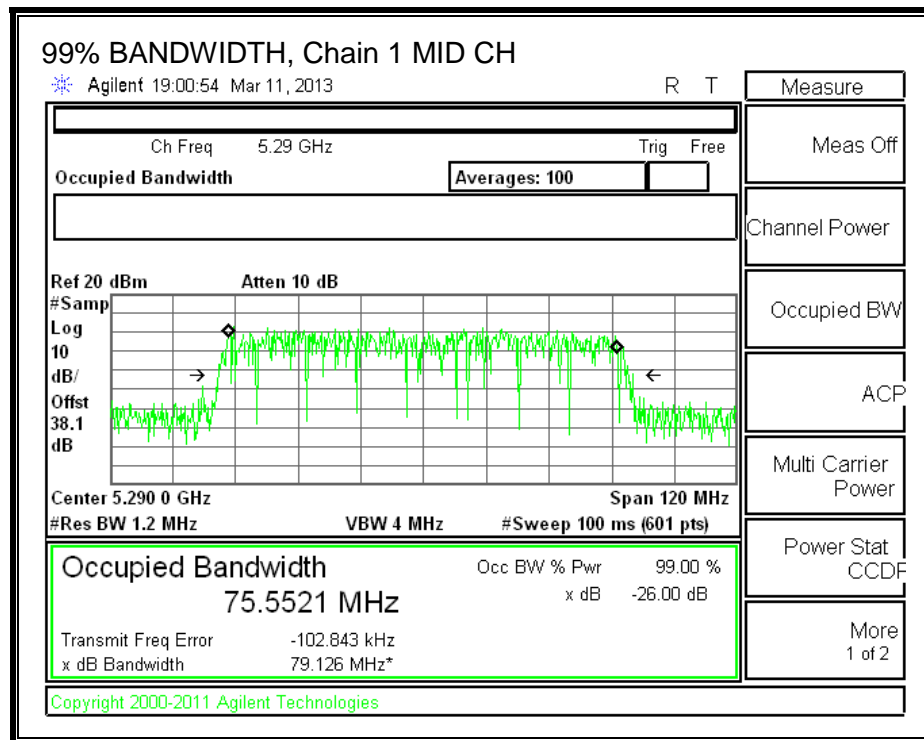 99% BANDWIDTH, Chain 1 MID CH
Agilent 19:00:54 Mar 11, 2013 R T
Measure
Ch Freq 5.29 GHz Trig Free
Meas Off
Occupied Bandwidth Averages: 100
Channel Power
Ref 20 dBm Atten 10 dB
#Samp
Log
10
dB/
Offst
38.1
dB
Occupied BW
ACP
Center 5.290 0 GHz Span 120 MHz
#Res BW 1.2 MHz VBW 4 MHz #Sweep 100 ms (601 pts)
Multi Carrier
Power
Occupied Bandwidth Occ BW % Pwr 99.00 %
75.5521 MHz x dB -26.00 dB
Power Stat
CCDF
Transmit Freq Error -102.843 kHz
x dB Bandwidth 79.126 MHz*
More
1 of 2
Copyright 2000-2011 Agilent Technologies